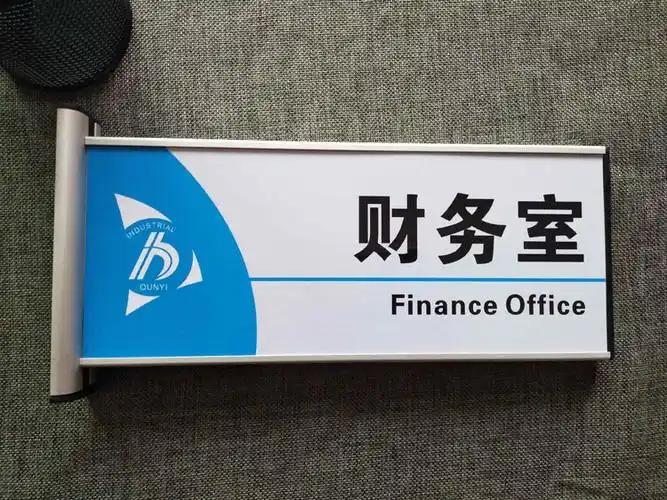 INDUSTRIAL
QUNYI
财务室
Finance Office